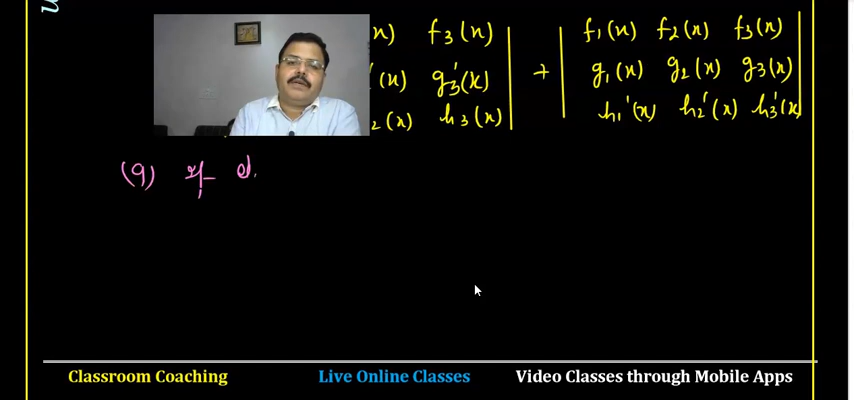 x) f3(x) | + | f1(x) f2(x) f3(x) |
'(x) g3'(x) g1(x) g2(x) g3(x)
2(x) h3(x) h1'(x) h2'(x) h3'(x)
(9)
Classroom Coaching Live Online Classes Video Classes through Mobile Apps